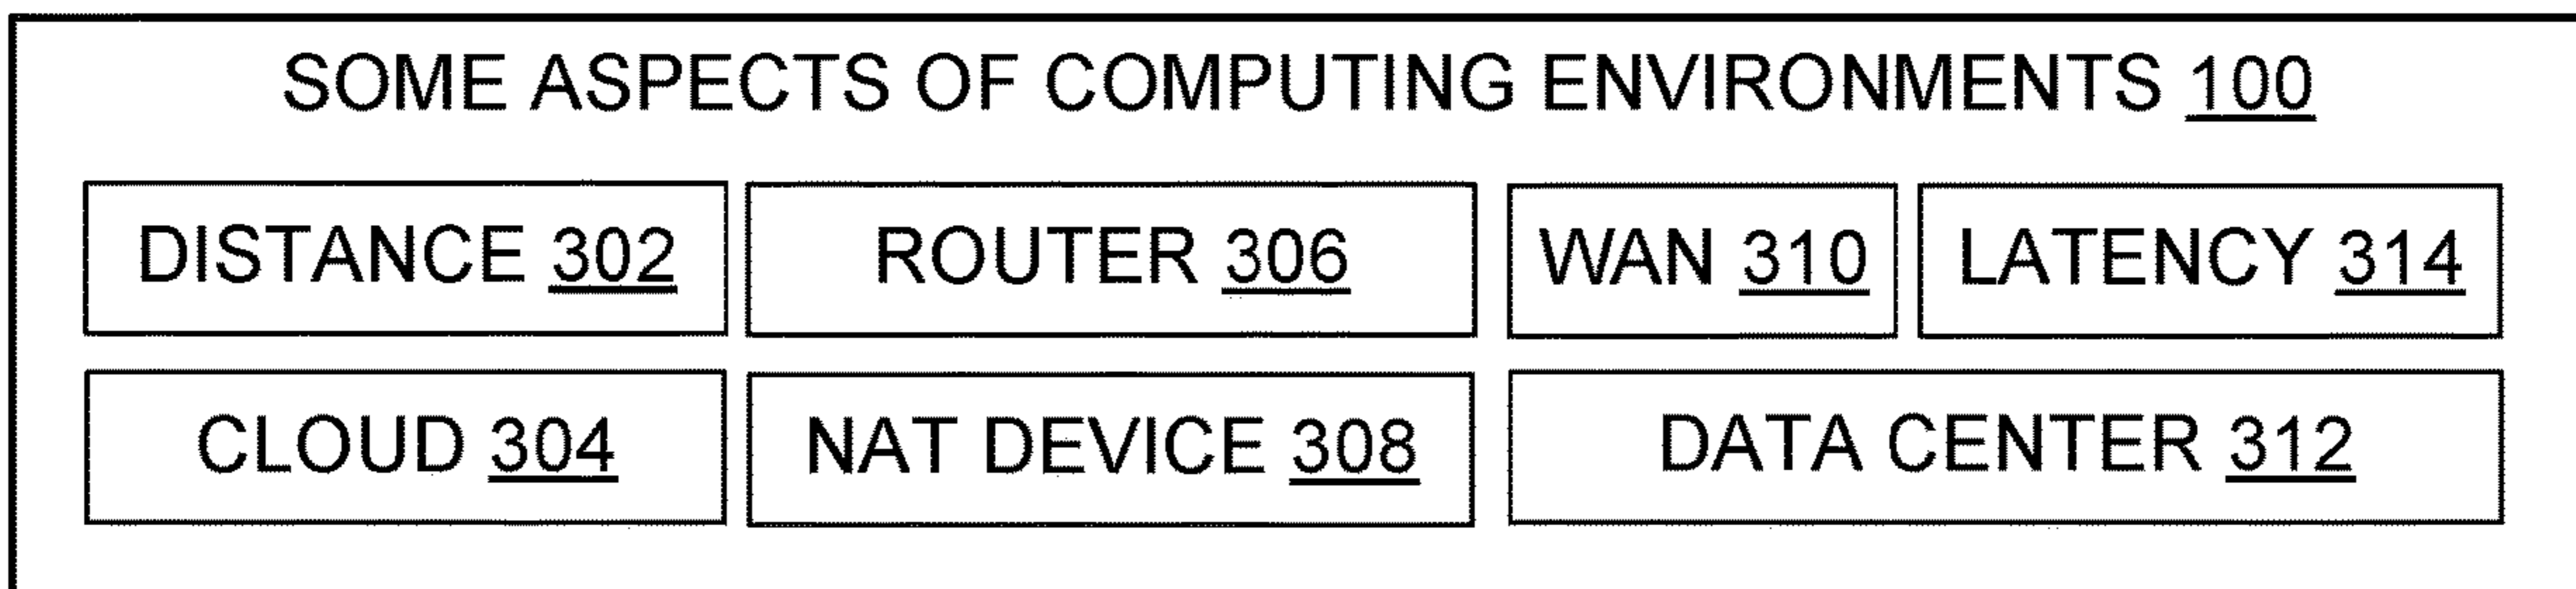 SOME ASPECTS OF COMPUTING ENVIRONMENTS 100
DISTANCE 302 ROUTER 306 WAN 310 LATENCY 314
CLOUD 304 NAT DEVICE 308 DATA CENTER 312